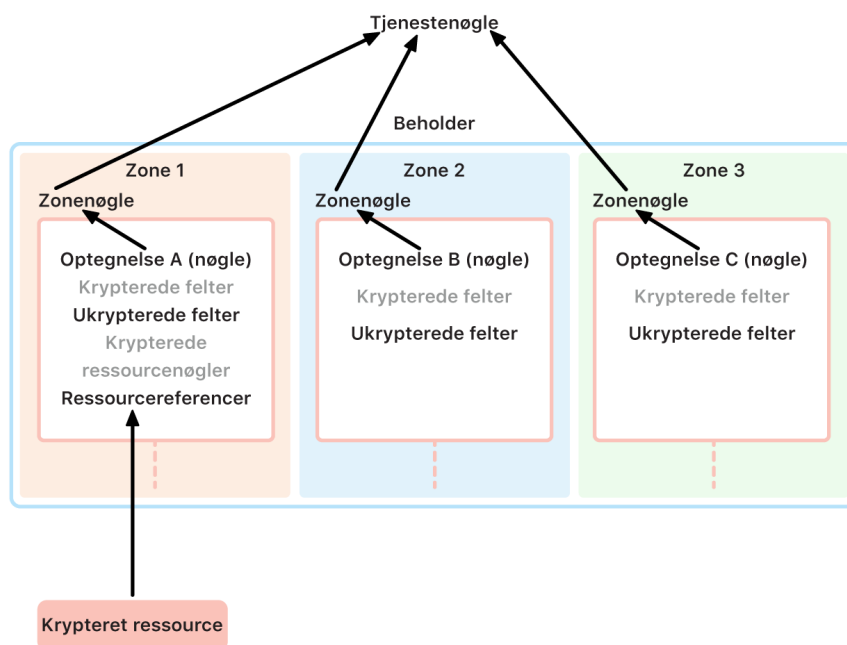 Tjenestenøgle
Beholder
Zone 1
Zonenøgle
Optegnelse A (nøgle)
Krypterede felter
Ukrypterede felter
Krypterede
ressourcenøgler
Ressourcereferencer
Zone 2
Zonenøgle
Optegnelse B (nøgle)
Krypterede felter
Ukrypterede felter
Zone 3
Zonenøgle
Optegnelse C (nøgle)
Krypterede felter
Ukrypterede felter
Krypteret ressource